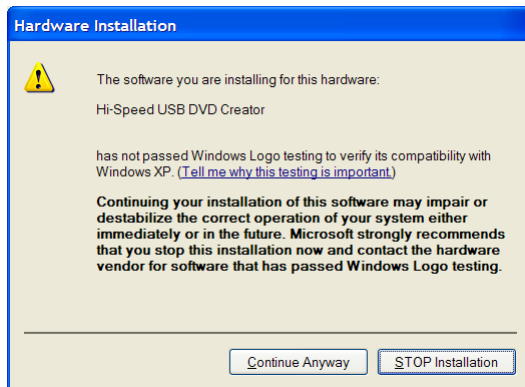 Hardware Installation
The software you are installing for this hardware:
Hi-Speed USB DVD Creator
has not passed Windows Logo testing to verify its compatibility with
Windows XP. (Tell me why this testing is important.)
Continuing your installation of this software may impair or
destabilize the correct operation of your system either
immediately or in the future. Microsoft strongly recommends
that you stop this installation now and contact the hardware
vendor for software that has passed Windows Logo testing.
Continue Anyway
STOP Installation